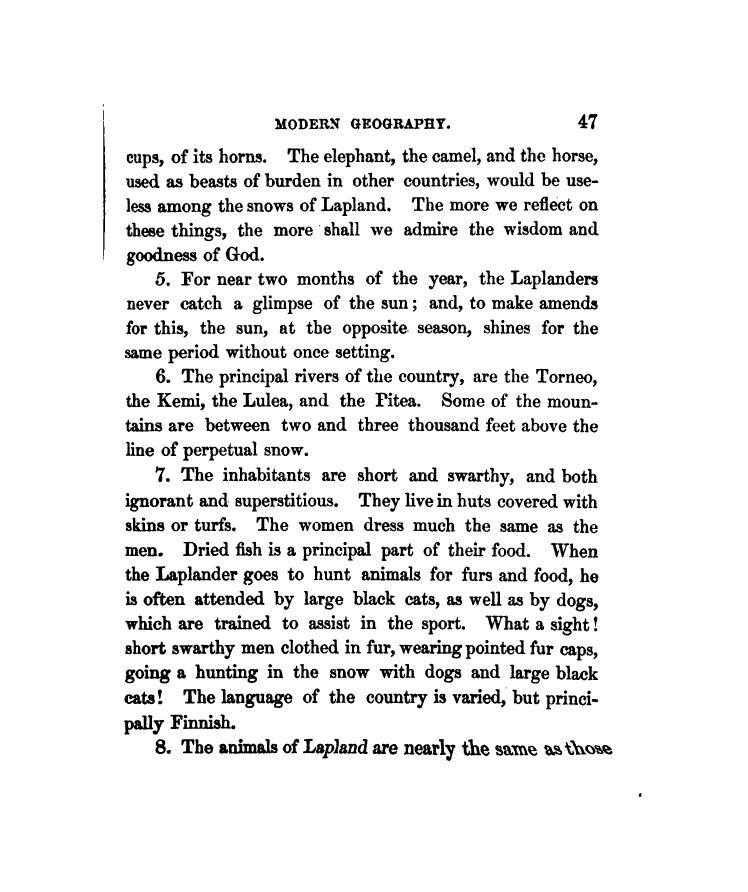 MODERN GEOGRAPHY. 47
cups, of its horns. The elephant, the camel, and the horse,
used as beasts of burden in other countries, would be use-
less among the snows of Lapland. The more we reflect on
these things, the more shall we admire the wisdom and
goodness of God.
5. For near two months of the year, the Laplanders
never catch a glimpse of the sun; and, to make amends
for this, the sun, at the opposite season, shines for the
same period without once setting.
6. The principal rivers of the country, are the Torneo,
the Kemi, the Lulea, and the Pitea. Some of the moun-
tains are between two and three thousand feet above the
line of perpetual snow.
7. The inhabitants are short and swarthy, and both
ignorant and superstitious. They live in huts covered with
skins or turfs. The women dress much the same as the
men. Dried fish is a principal part of their food. When
the Laplander goes to hunt animals for furs and food, he
is often attended by large black cats, as well as by dogs,
which are trained to assist in the sport. What a sight!
short swarthy men clothed in fur, wearing pointed fur caps,
going a hunting in the snow with dogs and large black
cats! The language of the country is varied, but princi-
pally Finnish.
8. The animals of Lapland are nearly the same as those